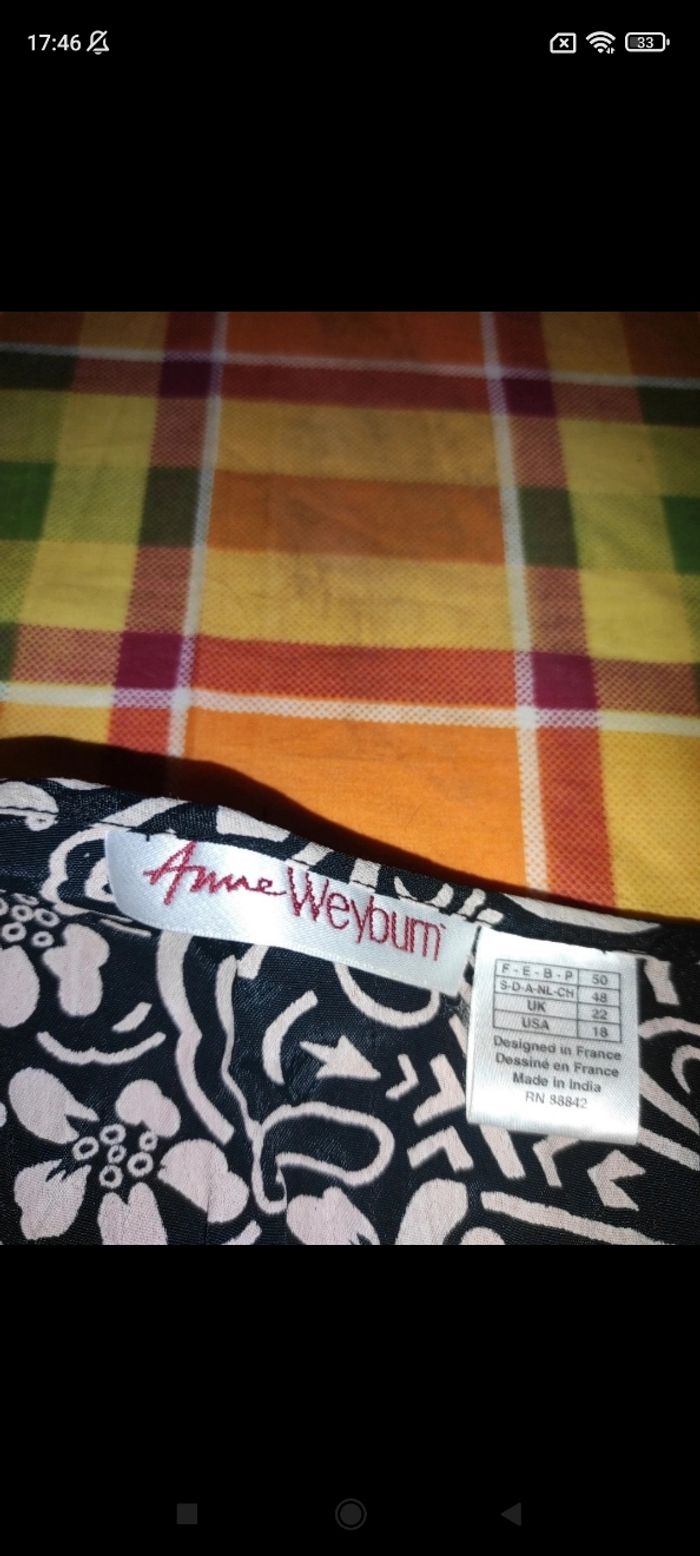 17:46
33
Anne Weyburn
F - E - B - P 50
S-D-A-NL-CH 48
UK 22
USA 18
Designed in France
Dessiné en France
Made in India
RN 88842